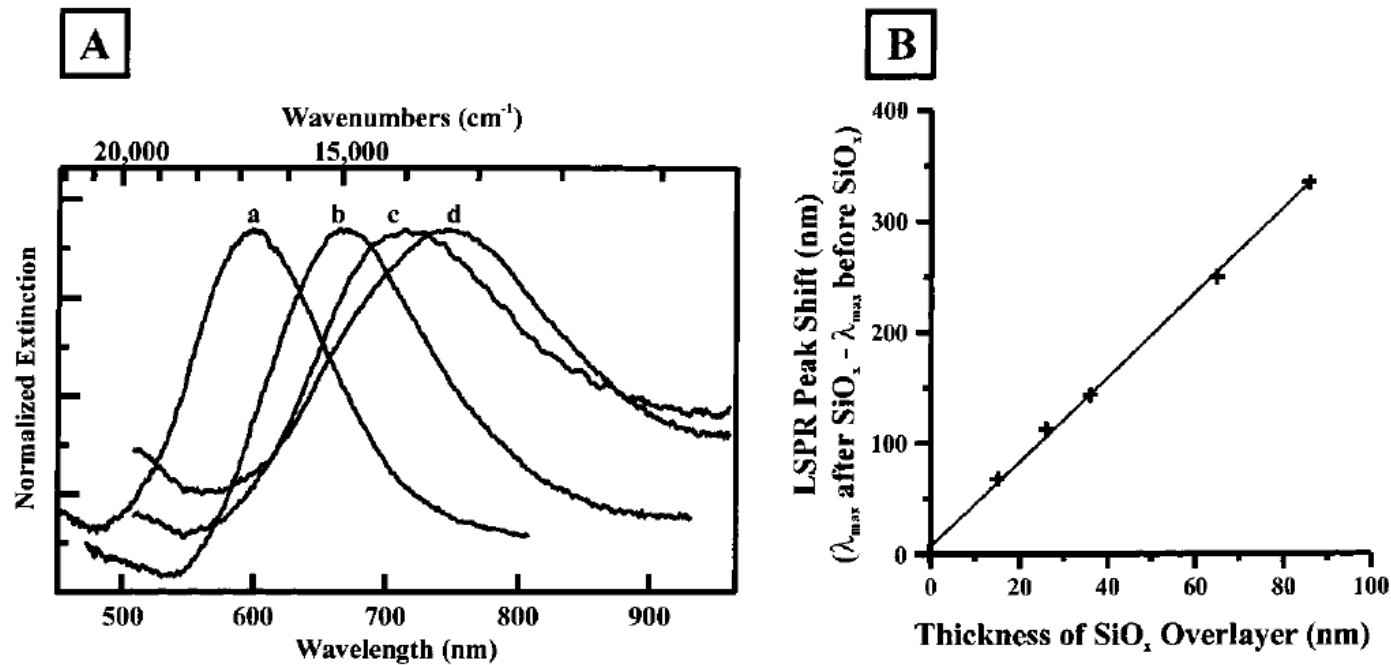 A
Wavenumbers (cm⁻¹)
20,000 15,000
a b c d
Normalized Extinction
500 600 700 800 900
Wavelength (nm)
B
LSPR Peak Shift (nm)
(λmax after SiOx - λmax before SiOx)
400
300
200
100
0
0 20 40 60 80 100
Thickness of SiOx Overlayer (nm)